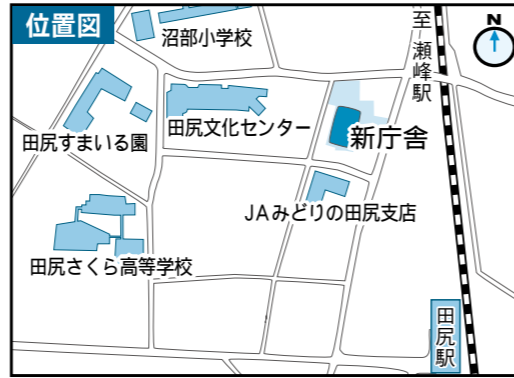 位置図
沼部小学校
至 瀬峰駅
N
田尻すまいる園
田尻文化センター
新庁舎
JAみどりの田尻支店
田尻さくら高等学校
田尻駅